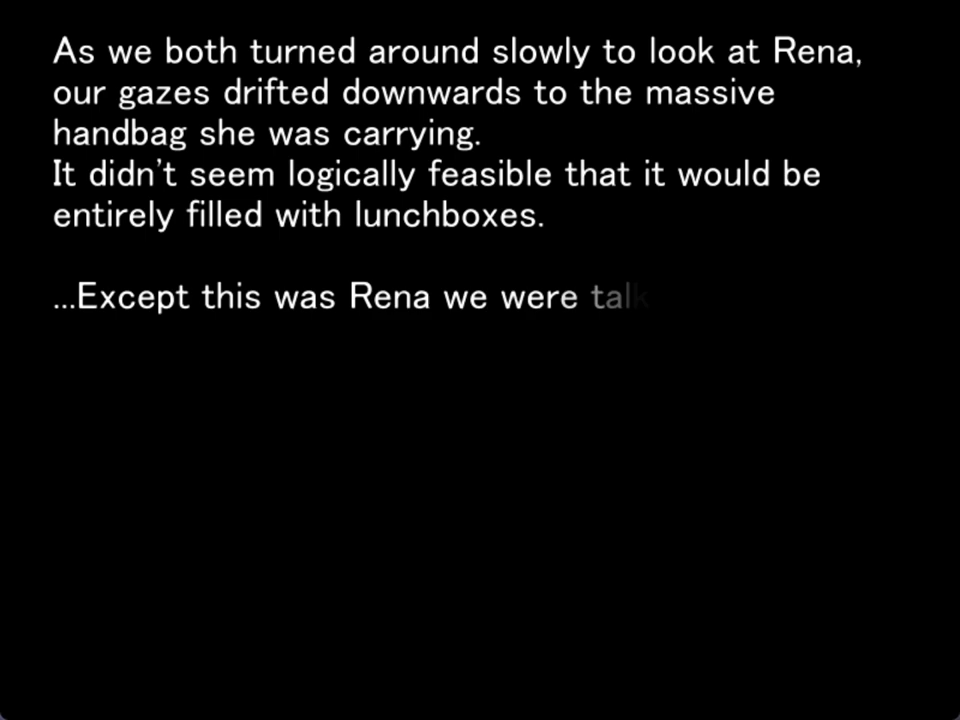 As we both turned around slowly to look at Rena,
our gazes drifted downwards to the massive
handbag she was carrying.
It didn't seem logically feasible that it would be
entirely filled with lunchboxes.
...Except this was Rena we were talk